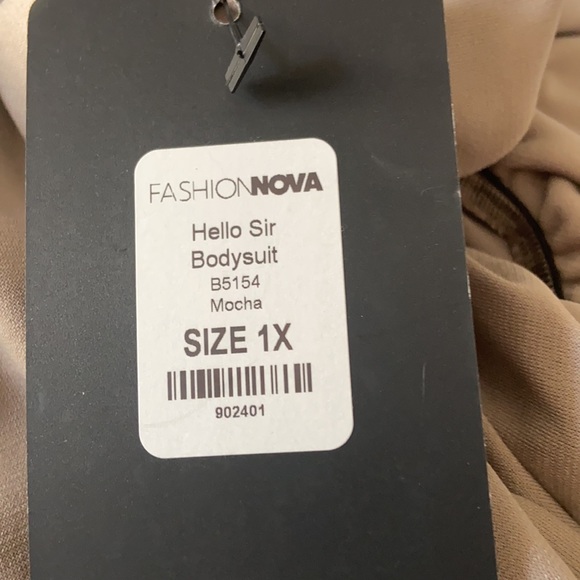 FASHIONNOVA
Hello Sir
Bodysuit
B5154
Mocha
SIZE 1X
902401